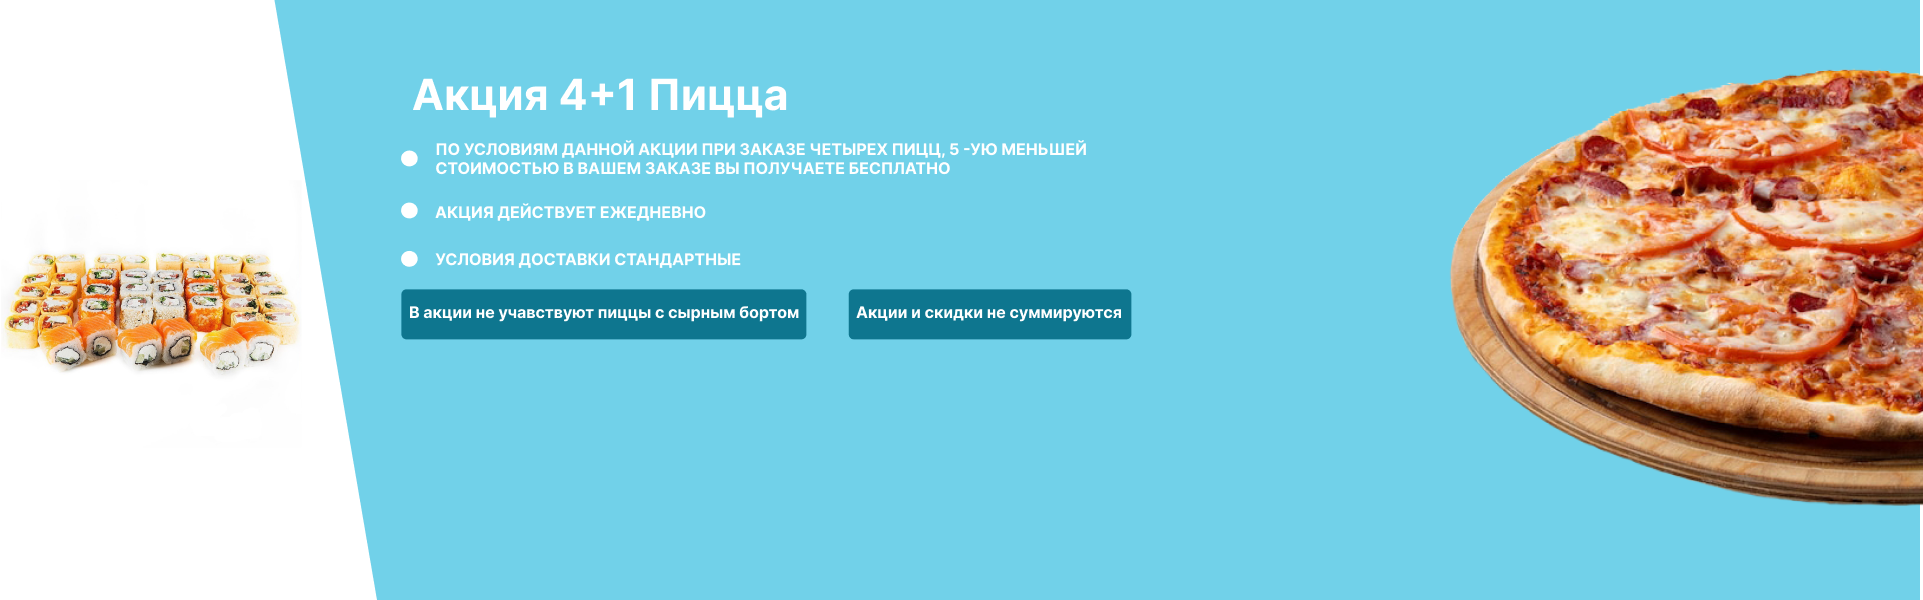 Акция 4+1 Пицца
ПО УСЛОВИЯМ ДАННОЙ АКЦИИ ПРИ ЗАКАЗЕ ЧЕТЫРЕХ ПИЦЦ, 5 -УЮ МЕНЬШЕЙ
СТОИМОСТЬЮ В ВАШЕМ ЗАКАЗЕ ВЫ ПОЛУЧАЕТЕ БЕСПЛАТНО
АКЦИЯ ДЕЙСТВУЕТ ЕЖЕДНЕВНО
УСЛОВИЯ ДОСТАВКИ СТАНДАРТНЫЕ
В акции не учавствуют пиццы с сырным бортом
Акции и скидки не суммируются